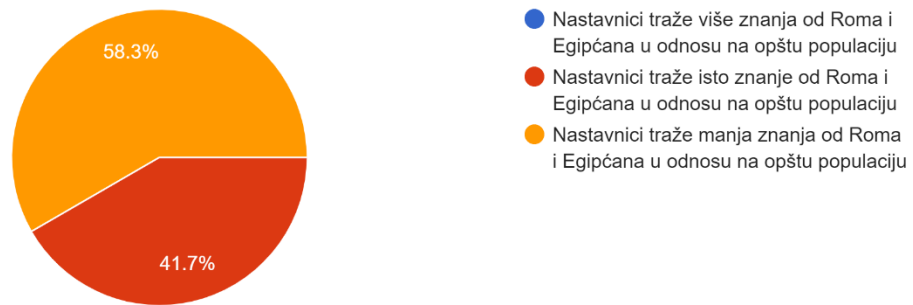 58.3%
41.7%
Nastavnici traže više znanja od Roma i
Egipćana u odnosu na opštu populaciju
Nastavnici traže isto znanje od Roma i
Egipćana u odnosu na opštu populaciju
Nastavnici traže manja znanja od Roma
i Egipćana u odnosu na opštu populaciju